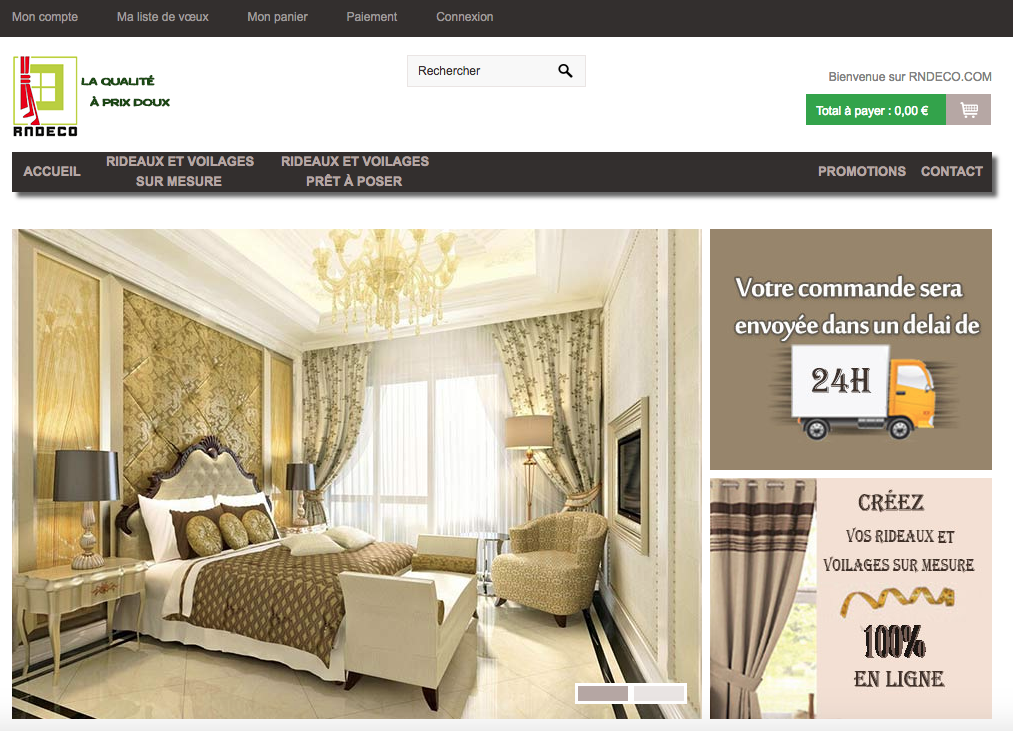 Mon compte Ma liste de vœux Mon panier Paiement Connexion
LA QUALITÉ
À PRIX DOUX
RNDECO
Rechercher
Bienvenue sur RNDECO.COM
Total à payer : 0,00 €
ACCUEIL
RIDEAUX ET VOILAGES
SUR MESURE
RIDEAUX ET VOILAGES
PRÊT À POSER
PROMOTIONS
CONTACT
Votre commande sera
envoyée dans un delai de
24H
CRÉEZ
VOS RIDEAUX ET
VOILAGES SUR MESURE
100%
EN LIGNE